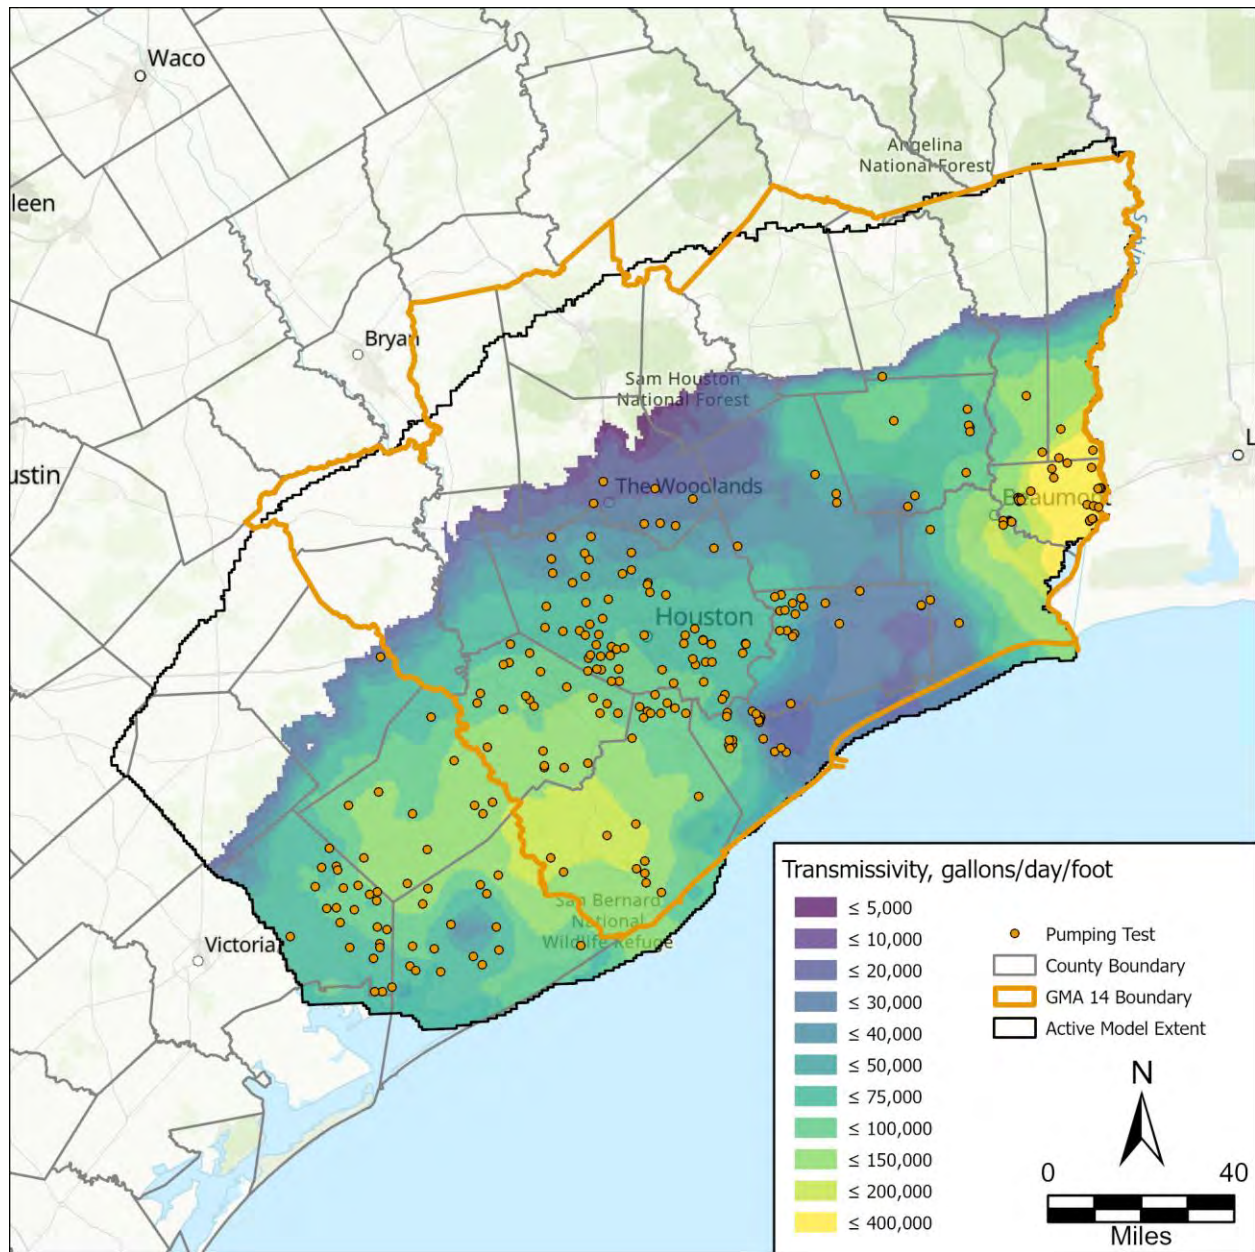 Waco
Angelina
National Forest
leen
Sabine
Bryan
Sam Houston
National Forest
L
ustin
The Woodlands
Beaumon
Houston
San Bernard
National
Wildlife Refuge
Victoria
Transmissivity, gallons/day/foot
≤ 5,000
≤ 10,000
≤ 20,000
≤ 30,000
≤ 40,000
≤ 50,000
≤ 75,000
≤ 100,000
≤ 150,000
≤ 200,000
≤ 400,000
Pumping Test
County Boundary
GMA 14 Boundary
Active Model Extent
N
0 40
Miles